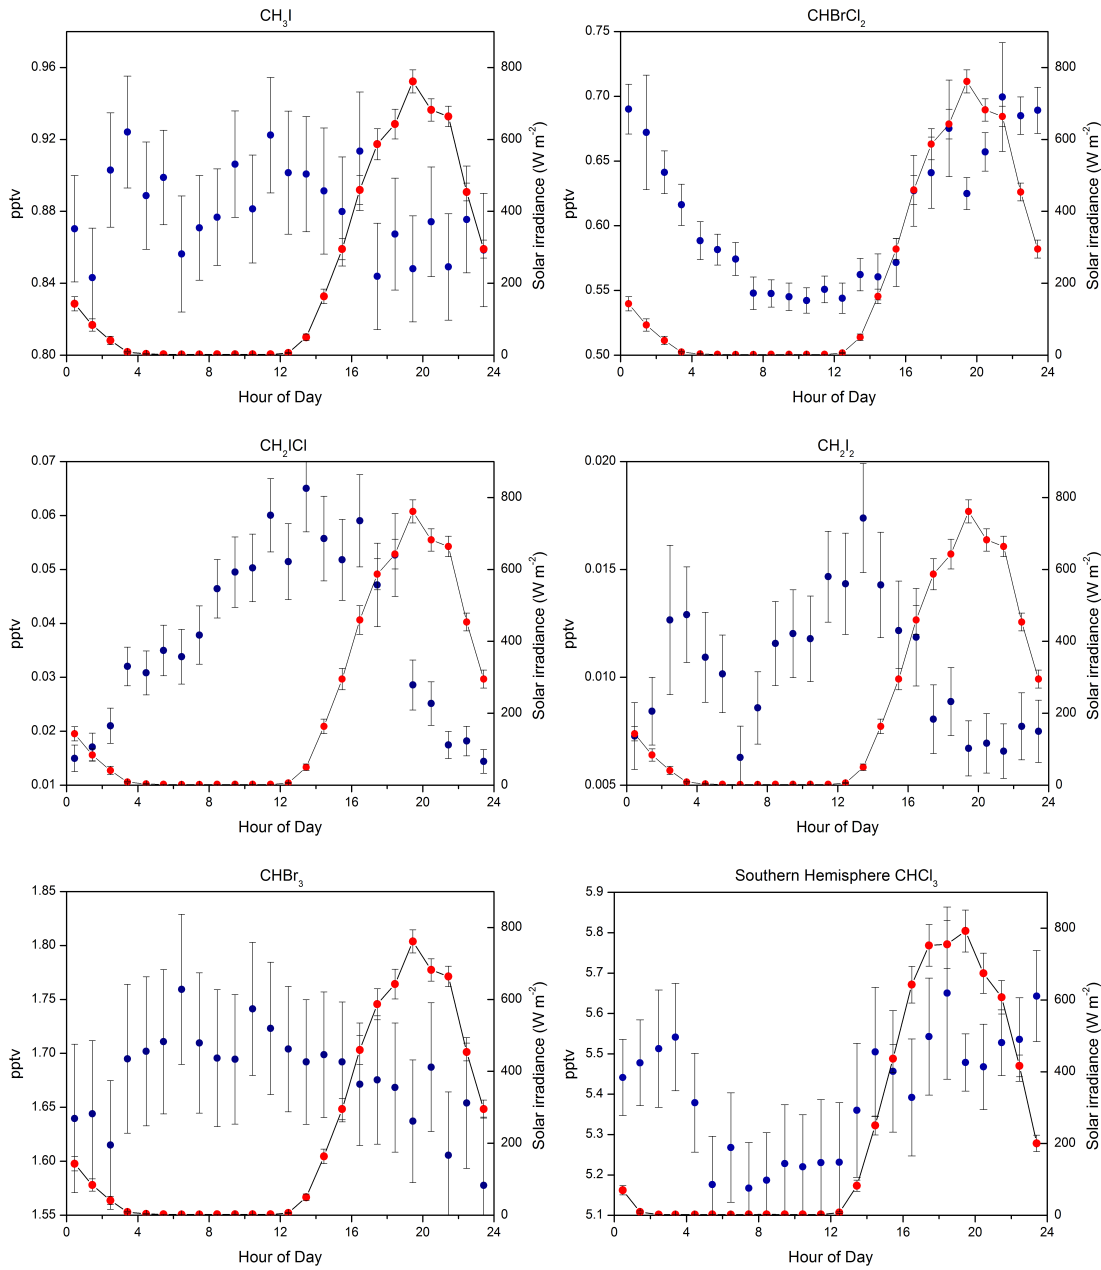 CH3I
0.96
0.92
0.88
0.84
0.80
pptv
800
600
400
200
0
Solar irradiance (W m-2)
0 4 8 12 16 20 24
Hour of Day
CHBrCl2
0.75
0.70
0.65
0.60
0.55
0.50
pptv
800
600
400
200
0
Solar irradiance (W m-2)
0 4 8 12 16 20 24
Hour of Day
CH2ICl
0.07
0.06
0.05
0.04
0.03
0.02
0.01
pptv
800
600
400
200
0
Solar irradiance (W m-2)
0 4 8 12 16 20 24
Hour of Day
CH2I2
0.020
0.015
0.010
0.005
pptv
800
600
400
200
0
Solar irradiance (W m-2)
0 4 8 12 16 20 24
Hour of Day
CHBr3
1.85
1.80
1.75
1.70
1.65
1.60
1.55
pptv
800
600
400
200
0
Solar irradiance (W m-2)
0 4 8 12 16 20 24
Hour of Day
Southern Hemisphere CHCl3
5.9
5.8
5.7
5.6
5.5
5.4
5.3
5.2
5.1
pptv
800
600
400
200
0
Solar irradiance (W m-2)
0 4 8 12 16 20 24
Hour of Day